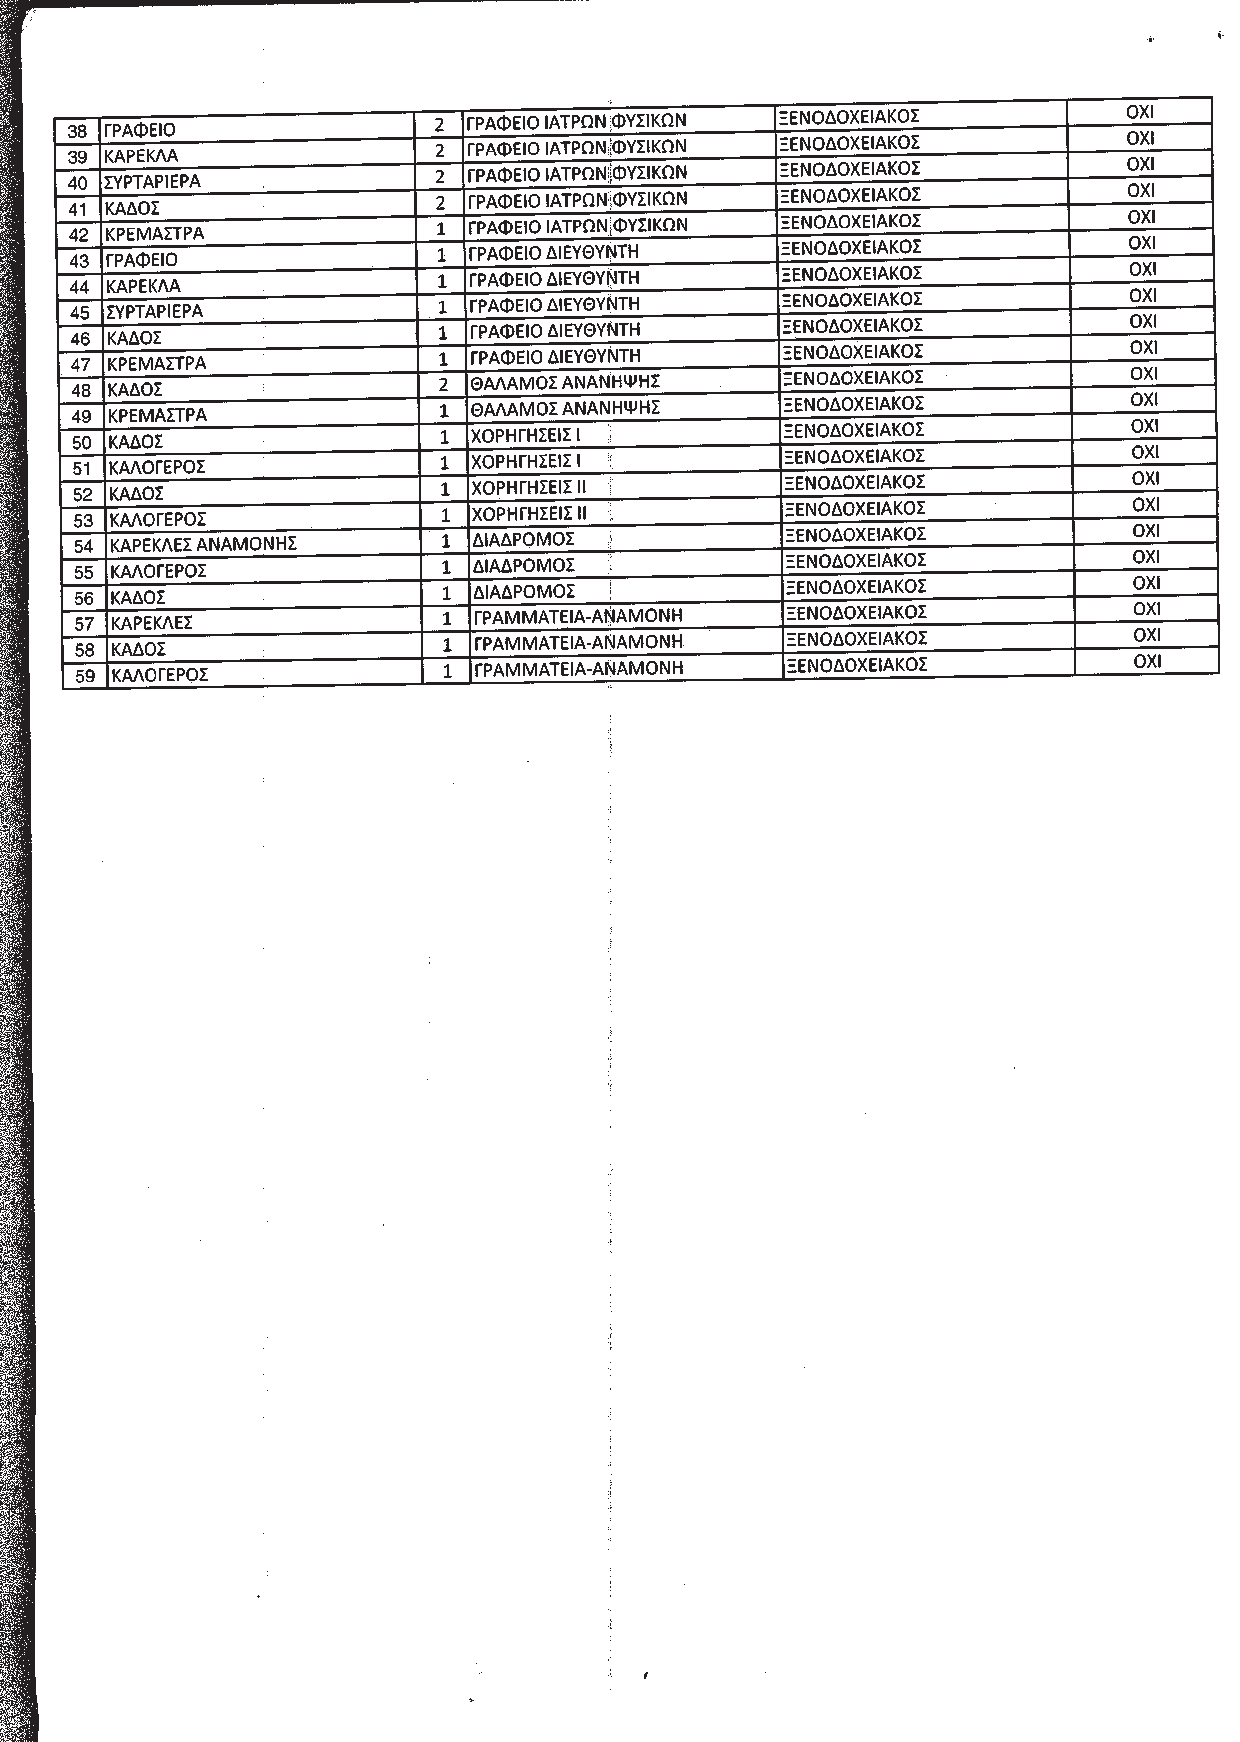 38 ΓΡΑΦΕΙΟ 2 ΓΡΑΦΕΙΟ ΙΑΤΡΩΝ ΦΥΣΙΚΩΝ ΞΕΝΟΔΟΧΕΙΑΚΟΣ ΟΧΙ
39 ΚΑΡΕΚΛΑ 2 ΓΡΑΦΕΙΟ ΙΑΤΡΩΝ ΦΥΣΙΚΩΝ ΞΕΝΟΔΟΧΕΙΑΚΟΣ ΟΧΙ
40 ΣΥΡΤΑΡΙΕΡΑ 2 ΓΡΑΦΕΙΟ ΙΑΤΡΩΝ ΦΥΣΙΚΩΝ ΞΕΝΟΔΟΧΕΙΑΚΟΣ ΟΧΙ
41 ΚΑΔΟΣ 2 ΓΡΑΦΕΙΟ ΙΑΤΡΩΝ ΦΥΣΙΚΩΝ ΞΕΝΟΔΟΧΕΙΑΚΟΣ ΟΧΙ
42 ΚΡΕΜΑΣΤΡΑ 1 ΓΡΑΦΕΙΟ ΙΑΤΡΩΝ ΦΥΣΙΚΩΝ ΞΕΝΟΔΟΧΕΙΑΚΟΣ ΟΧΙ
43 ΓΡΑΦΕΙΟ 1 ΓΡΑΦΕΙΟ ΔΙΕΥΘΥΝΤΗ ΞΕΝΟΔΟΧΕΙΑΚΟΣ ΟΧΙ
44 ΚΑΡΕΚΛΑ 1 ΓΡΑΦΕΙΟ ΔΙΕΥΘΥΝΤΗ ΞΕΝΟΔΟΧΕΙΑΚΟΣ ΟΧΙ
45 ΣΥΡΤΑΡΙΕΡΑ 1 ΓΡΑΦΕΙΟ ΔΙΕΥΘΥΝΤΗ ΞΕΝΟΔΟΧΕΙΑΚΟΣ ΟΧΙ
46 ΚΑΔΟΣ 1 ΓΡΑΦΕΙΟ ΔΙΕΥΘΥΝΤΗ ΞΕΝΟΔΟΧΕΙΑΚΟΣ ΟΧΙ
47 ΚΡΕΜΑΣΤΡΑ 1 ΓΡΑΦΕΙΟ ΔΙΕΥΘΥΝΤΗ ΞΕΝΟΔΟΧΕΙΑΚΟΣ ΟΧΙ
48 ΚΑΔΟΣ 2 ΘΑΛΑΜΟΣ ΑΝΑΝΗΨΗΣ ΞΕΝΟΔΟΧΕΙΑΚΟΣ ΟΧΙ
49 ΚΡΕΜΑΣΤΡΑ 1 ΘΑΛΑΜΟΣ ΑΝΑΝΗΨΗΣ ΞΕΝΟΔΟΧΕΙΑΚΟΣ ΟΧΙ
50 ΚΑΔΟΣ 1 ΧΟΡΗΓΗΣΕΙΣ Ι ΞΕΝΟΔΟΧΕΙΑΚΟΣ ΟΧΙ
51 ΚΑΛΟΓΕΡΟΣ 1 ΧΟΡΗΓΗΣΕΙΣ Ι ΞΕΝΟΔΟΧΕΙΑΚΟΣ ΟΧΙ
52 ΚΑΔΟΣ 1 ΧΟΡΗΓΗΣΕΙΣ ΙΙ ΞΕΝΟΔΟΧΕΙΑΚΟΣ ΟΧΙ
53 ΚΑΛΟΓΕΡΟΣ 1 ΧΟΡΗΓΗΣΕΙΣ ΙΙ ΞΕΝΟΔΟΧΕΙΑΚΟΣ ΟΧΙ
54 ΚΑΡΕΚΛΕΣ ΑΝΑΜΟΝΗΣ 1 ΔΙΑΔΡΟΜΟΣ ΞΕΝΟΔΟΧΕΙΑΚΟΣ ΟΧΙ
55 ΚΑΛΟΓΕΡΟΣ 1 ΔΙΑΔΡΟΜΟΣ ΞΕΝΟΔΟΧΕΙΑΚΟΣ ΟΧΙ
56 ΚΑΔΟΣ 1 ΔΙΑΔΡΟΜΟΣ ΞΕΝΟΔΟΧΕΙΑΚΟΣ ΟΧΙ
57 ΚΑΡΕΚΛΕΣ 1 ΓΡΑΜΜΑΤΕΙΑ-ΑΝΑΜΟΝΗ ΞΕΝΟΔΟΧΕΙΑΚΟΣ ΟΧΙ
58 ΚΑΔΟΣ 1 ΓΡΑΜΜΑΤΕΙΑ-ΑΝΑΜΟΝΗ ΞΕΝΟΔΟΧΕΙΑΚΟΣ ΟΧΙ
59 ΚΑΛΟΓΕΡΟΣ 1 ΓΡΑΜΜΑΤΕΙΑ-ΑΝΑΜΟΝΗ ΞΕΝΟΔΟΧΕΙΑΚΟΣ ΟΧΙ